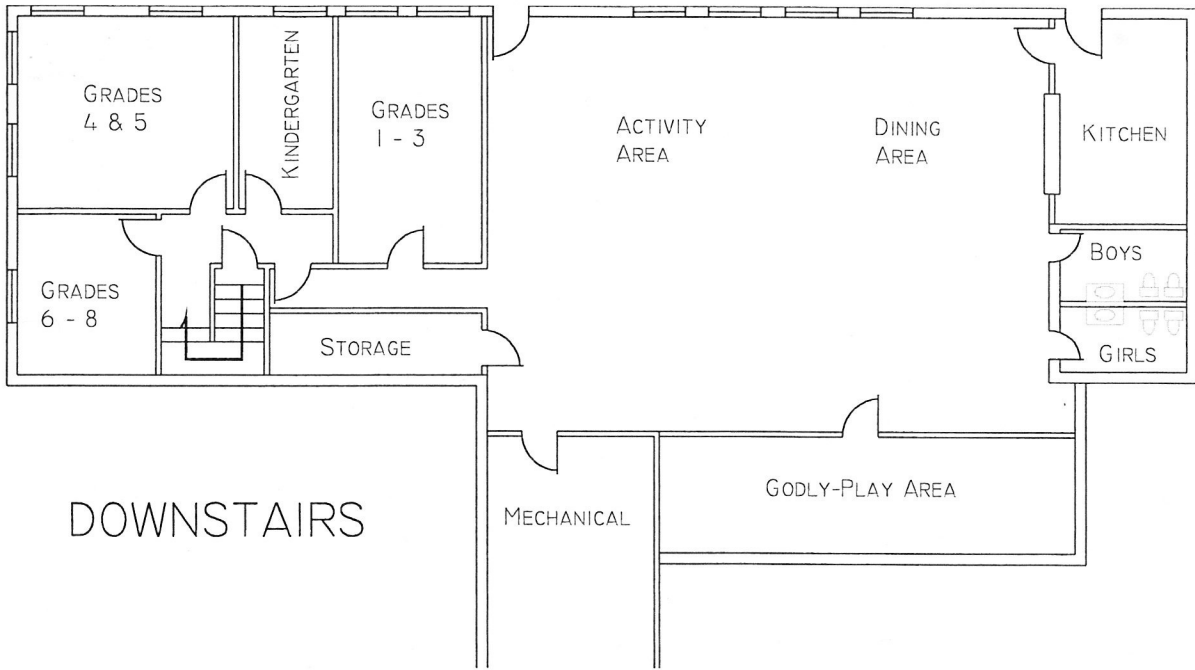 GRADES
4 & 5
KINDERGARTEN
GRADES
1 - 3
ACTIVITY
AREA
DINING
AREA
KITCHEN
BOYS
GRADES
6 - 8
STORAGE
GIRLS
GODLY-PLAY AREA
MECHANICAL
DOWNSTAIRS